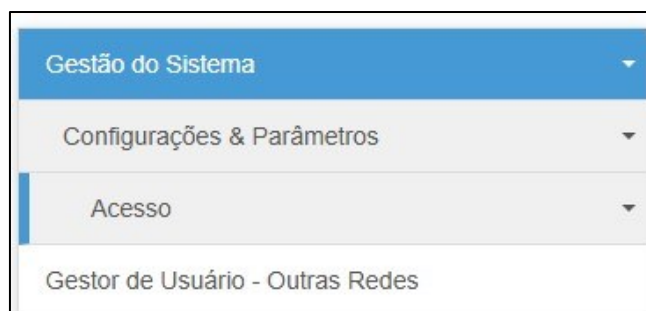 Gestão do Sistema
Configurações & Parâmetros
Acesso
Gestor de Usuário - Outras Redes